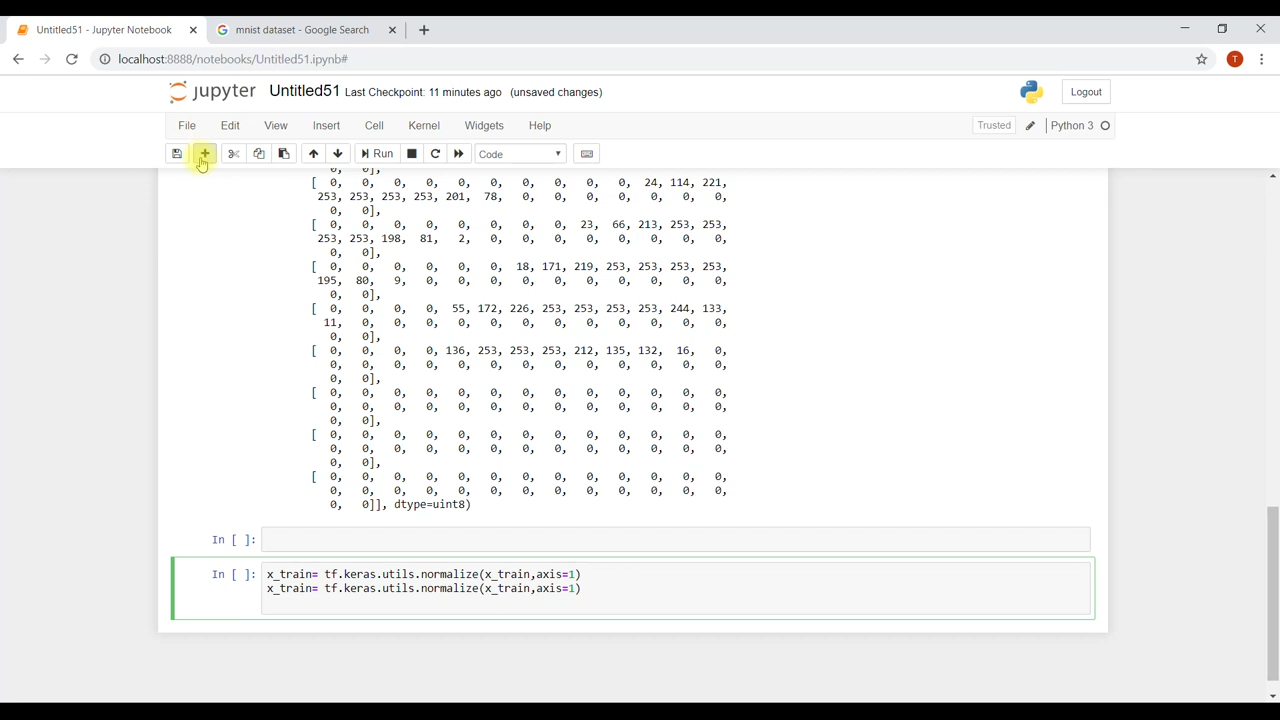 Untitled51 - Jupyter Notebook
mnist dataset - Google Search
localhost:8888/notebooks/Untitled51.ipynb#
T
jupyter Untitled51 Last Checkpoint: 11 minutes ago (unsaved changes)
Logout
File Edit View Insert Cell Kernel Widgets Help
Trusted Python 3
Run Code
0, 0],
[ 0, 0, 0, 0, 0, 0, 0, 0, 0, 0, 24, 114, 221,
253, 253, 253, 253, 201, 78, 0, 0, 0, 0, 0, 0, 0,
0, 0],
[ 0, 0, 0, 0, 0, 0, 0, 0, 23, 66, 213, 253, 253,
253, 253, 198, 81, 2, 0, 0, 0, 0, 0, 0, 0, 0,
0, 0],
[ 0, 0, 0, 0, 0, 0, 18, 171, 219, 253, 253, 253, 253,
195, 80, 9, 0, 0, 0, 0, 0, 0, 0, 0, 0, 0,
0, 0],
[ 0, 0, 0, 0, 55, 172, 226, 253, 253, 253, 253, 244, 133,
11, 0, 0, 0, 0, 0, 0, 0, 0, 0, 0, 0, 0,
0, 0],
[ 0, 0, 0, 0, 136, 253, 253, 253, 212, 135, 132, 16, 0,
0, 0, 0, 0, 0, 0, 0, 0, 0, 0, 0, 0, 0,
0, 0],
[ 0, 0, 0, 0, 0, 0, 0, 0, 0, 0, 0, 0, 0,
0, 0, 0, 0, 0, 0, 0, 0, 0, 0, 0, 0, 0,
0, 0],
[ 0, 0, 0, 0, 0, 0, 0, 0, 0, 0, 0, 0, 0,
0, 0, 0, 0, 0, 0, 0, 0, 0, 0, 0, 0, 0,
0, 0],
[ 0, 0, 0, 0, 0, 0, 0, 0, 0, 0, 0, 0, 0,
0, 0, 0, 0, 0, 0, 0, 0, 0, 0, 0, 0, 0,
0, 0]], dtype=uint8)
In [ ]:
In [ ]: x_train= tf.keras.utils.normalize(x_train,axis=1)
x_train= tf.keras.utils.normalize(x_train,axis=1)